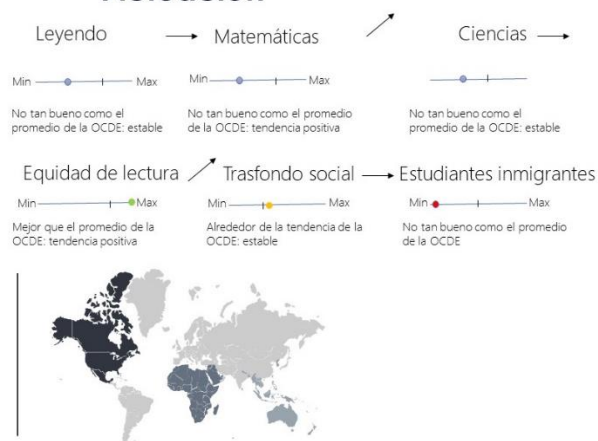 Leyendo
Matemáticas
Ciencias
Min
Max
Min
Max
No tan bueno como el
promedio de la OCDE: estable
No tan bueno como el promedio
de la OCDE: tendencia positiva
No tan bueno como el
promedio de la OCDE: estable
Equidad de lectura
Trasfondo social
Estudiantes inmigrantes
Min
Max
Min
Max
Min
Max
Mejor que el promedio de la
OCDE: tendencia positiva
Alrededor de la tendencia de la
OCDE: estable
No tan bueno como el promedio
de la OCDE